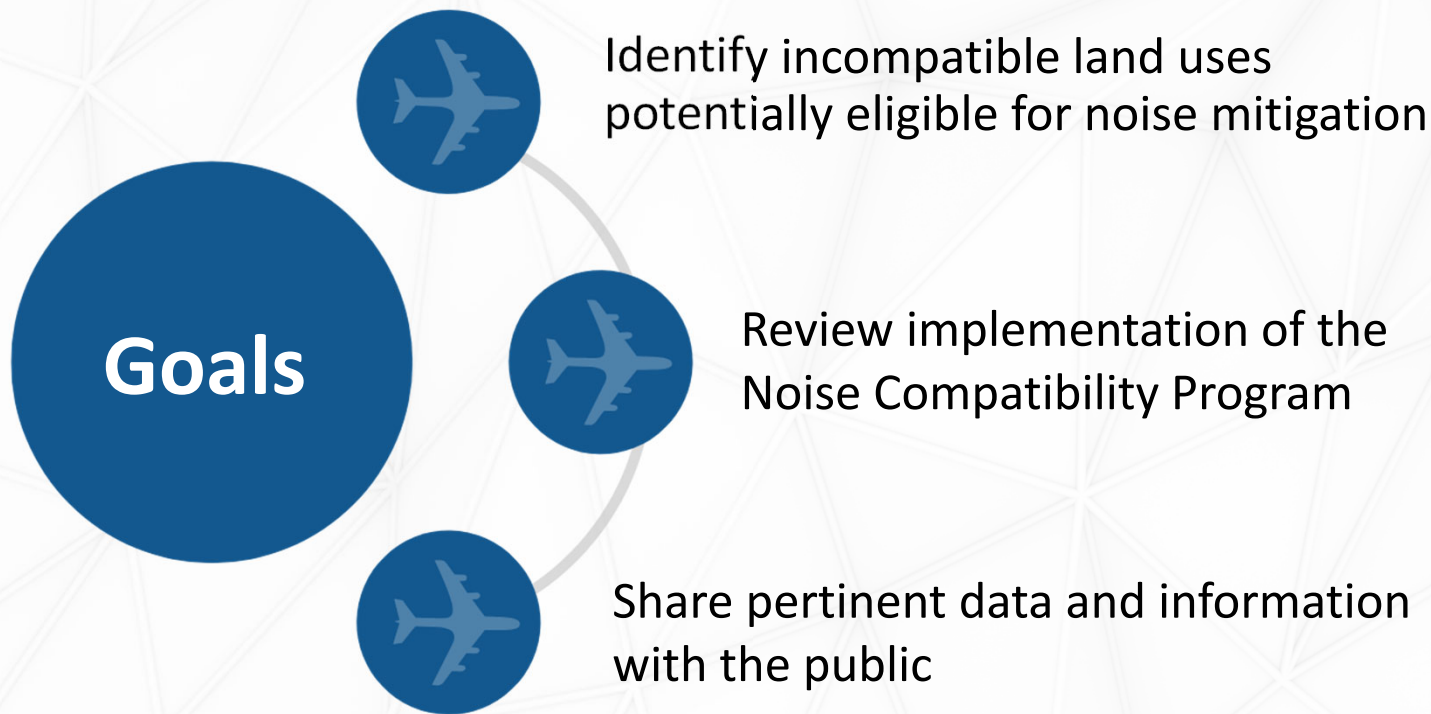 Goals
Identify incompatible land uses
potentially eligible for noise mitigation
Review implementation of the
Noise Compatibility Program
Share pertinent data and information
with the public